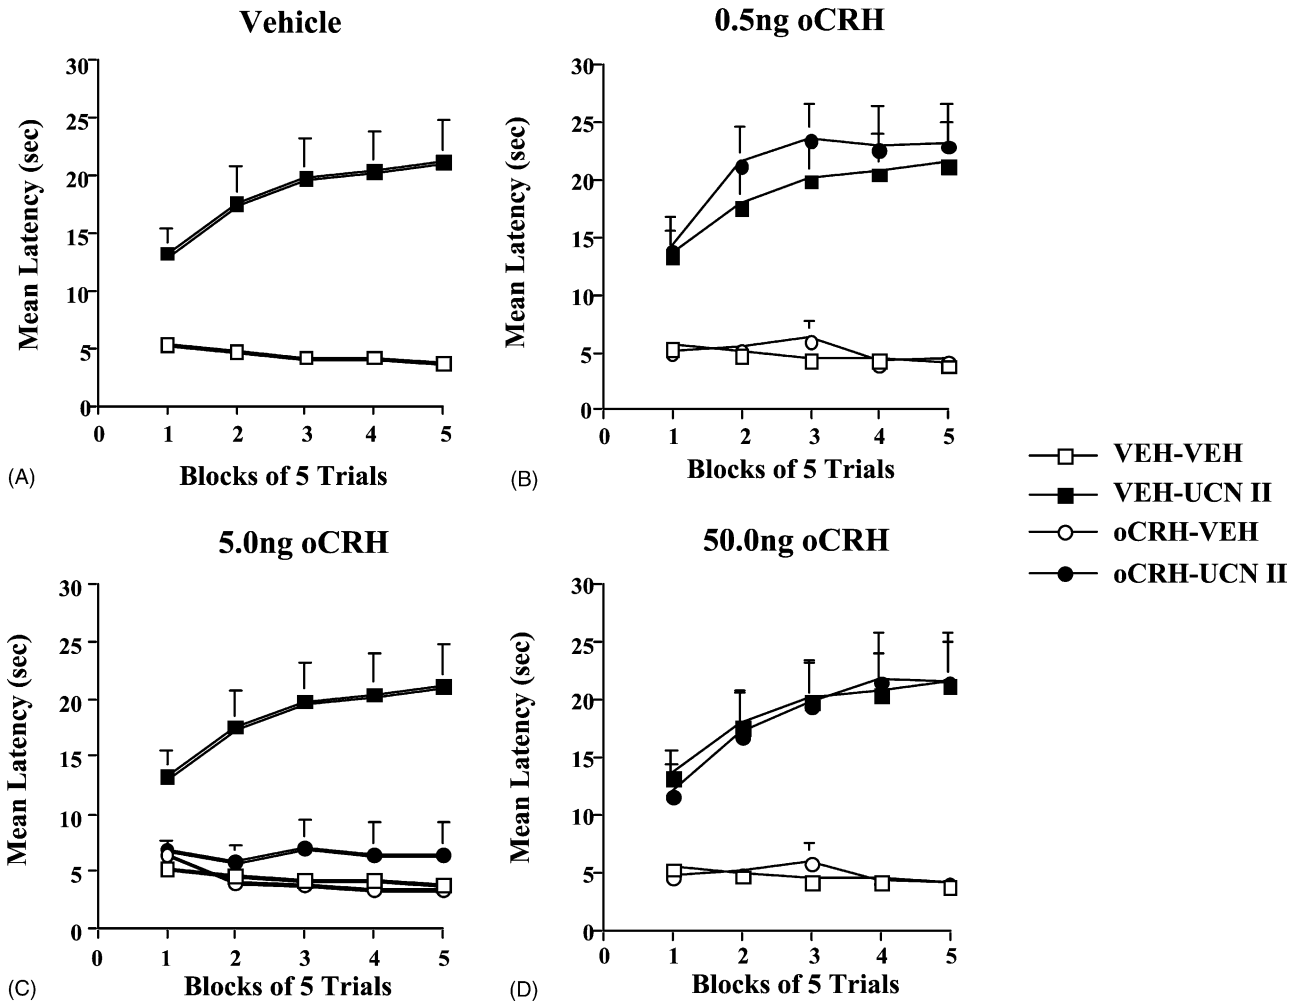 Vehicle
30
25
20
15
10
5
0
Mean Latency (sec)
0 1 2 3 4 5
Blocks of 5 Trials
(A)
0.5ng oCRH
30
25
20
15
10
5
0
Mean Latency (sec)
0 1 2 3 4 5
Blocks of 5 Trials
(B)
VEH-VEH
VEH-UCN II
oCRH-VEH
oCRH-UCN II
5.0ng oCRH
30
25
20
15
10
5
0
Mean Latency (sec)
0 1 2 3 4 5
Blocks of 5 Trials
(C)
50.0ng oCRH
30
25
20
15
10
5
0
Mean Latency (sec)
0 1 2 3 4 5
Blocks of 5 Trials
(D)